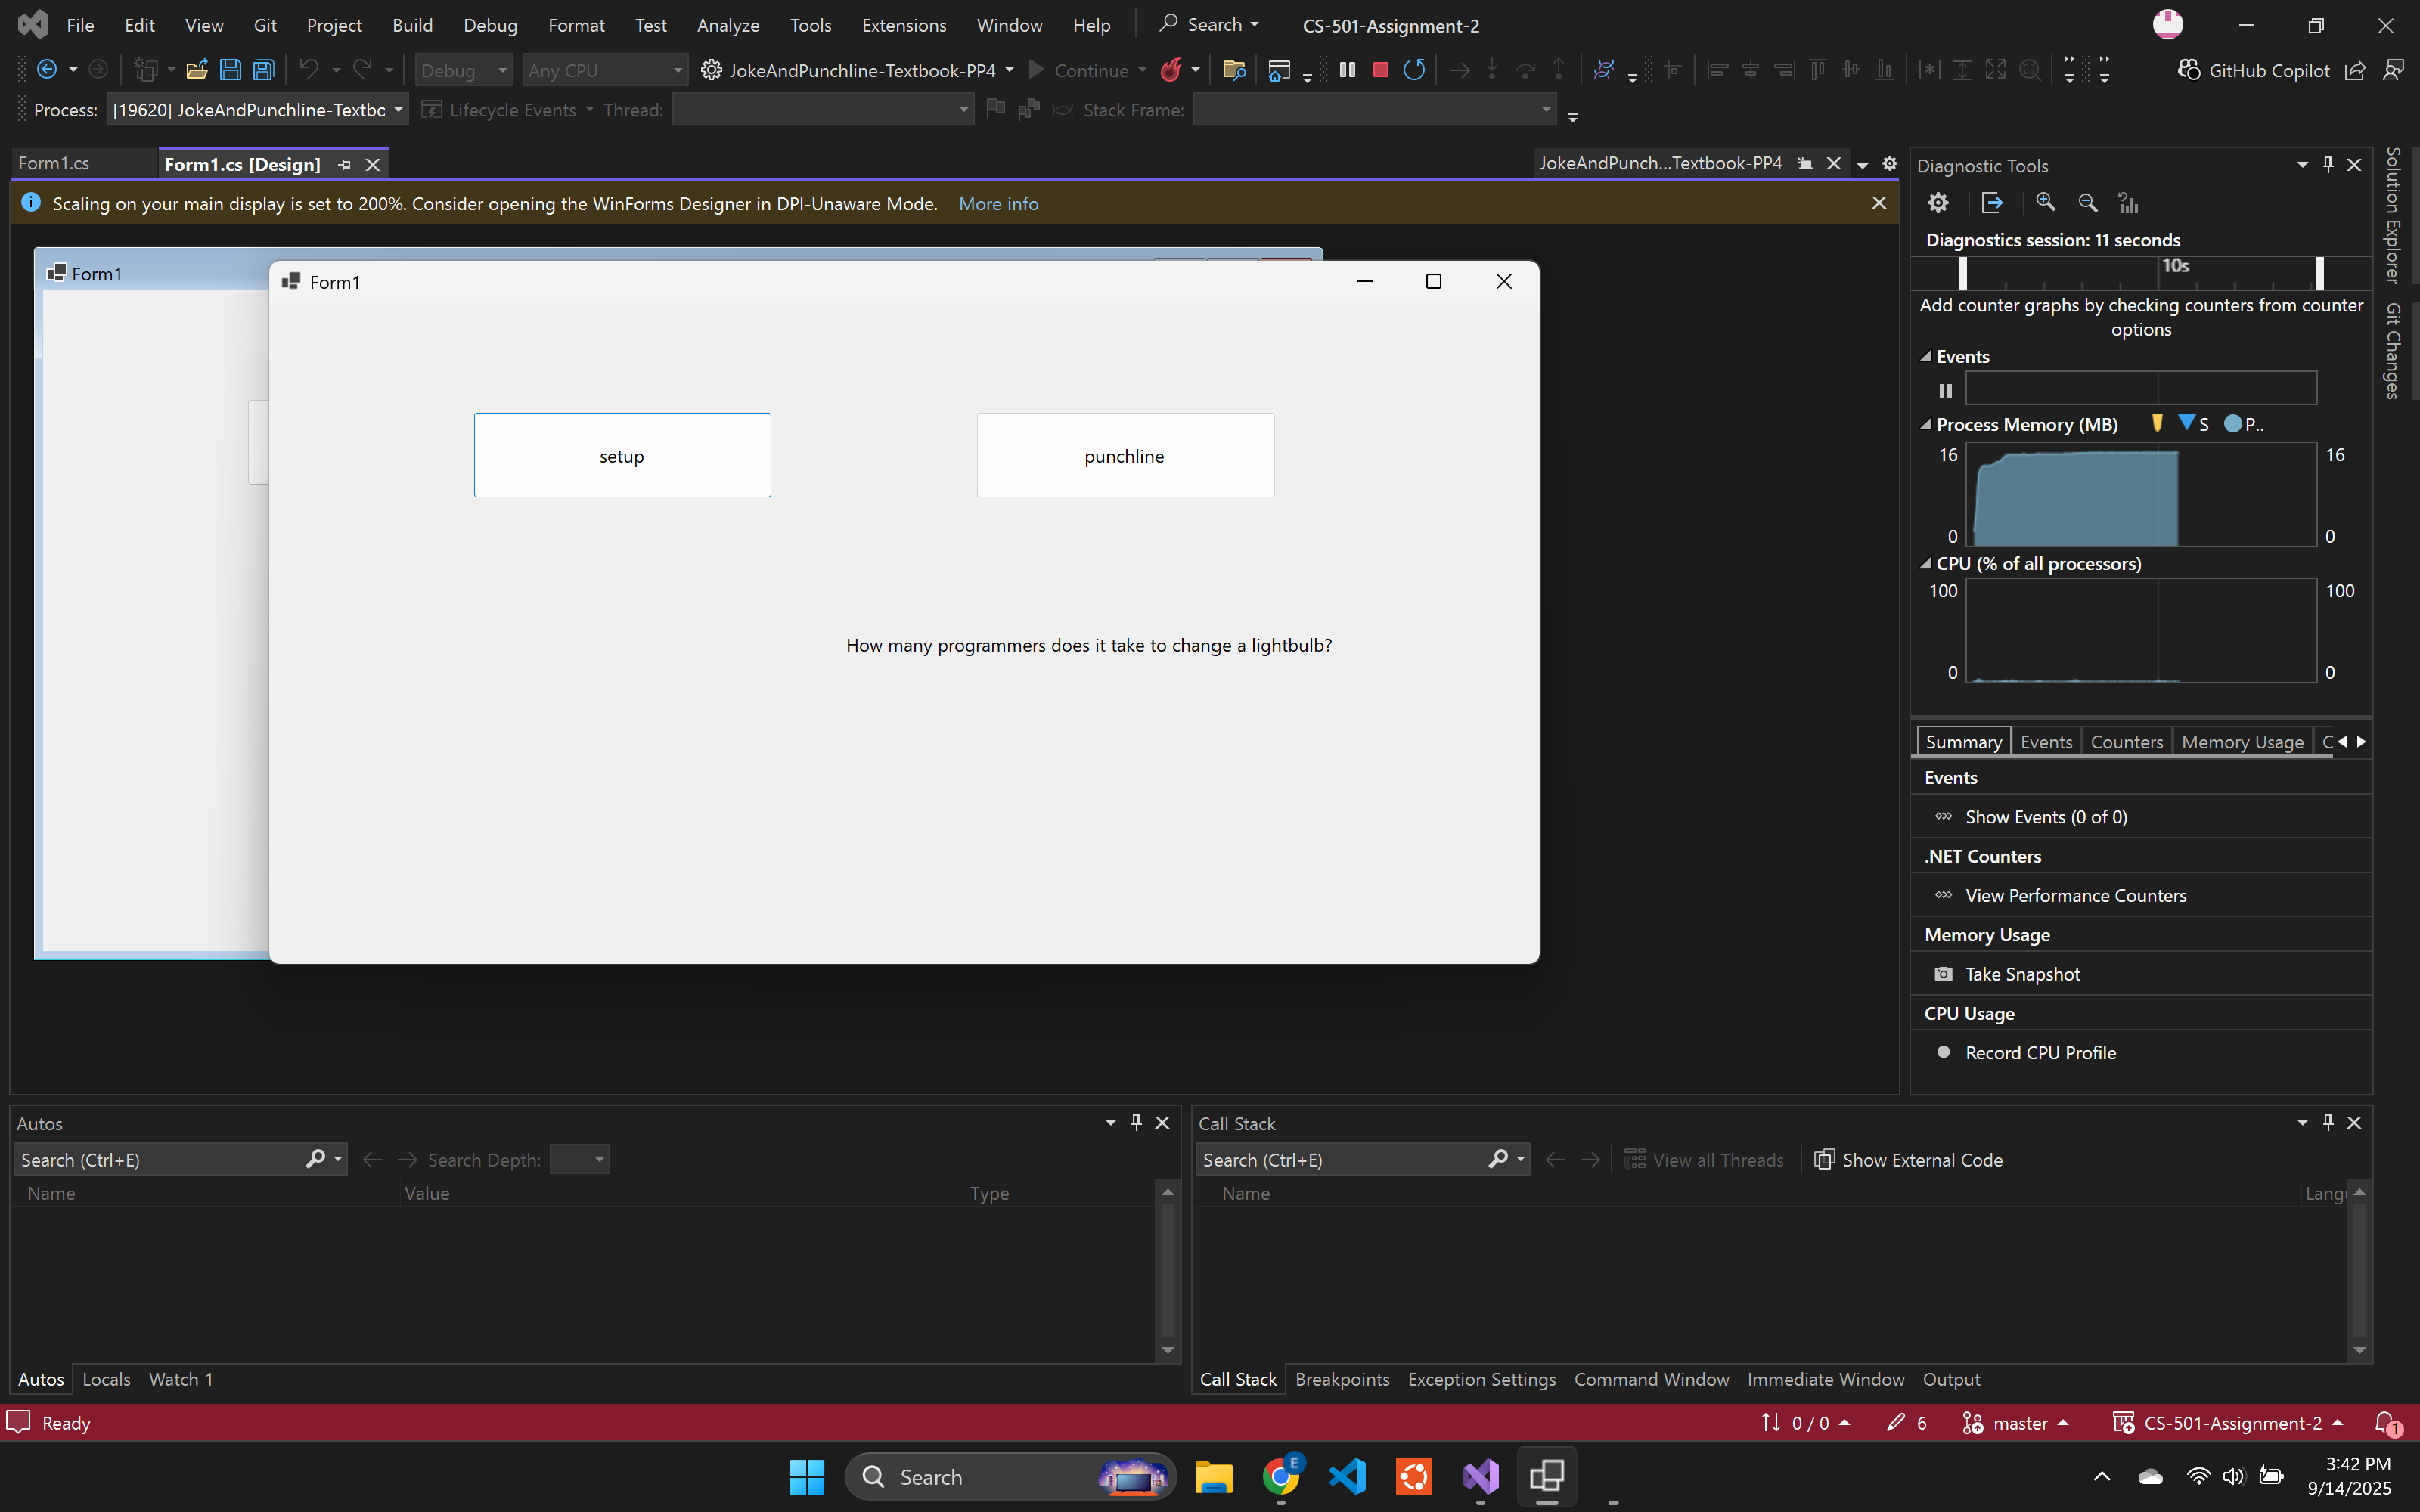 File Edit View Git Project Build Debug Format Test Analyze Tools Extensions Window Help Search CS-501-Assignment-2
Debug Any CPU JokeAndPunchline-Textbook-PP4 Continue GitHub Copilot
Process: [19620] JokeAndPunchline-Textbc Lifecycle Events Thread: Stack Frame:
Form1.cs Form1.cs [Design] JokeAndPunch...Textbook-PP4
Scaling on your main display is set to 200%. Consider opening the WinForms Designer in DPI-Unaware Mode. More info
Form1
Form1
setup punchline
How many programmers does it take to change a lightbulb?
Diagnostic Tools
Diagnostics session: 11 seconds
10s
Add counter graphs by checking counters from counter
options
Events
Process Memory (MB) S P..
16 16
0 0
CPU (% of all processors)
100 100
0 0
Summary Events Counters Memory Usage C
Events
Show Events (0 of 0)
.NET Counters
View Performance Counters
Memory Usage
Take Snapshot
CPU Usage
Record CPU Profile
Solution Explorer
Git Changes
Autos
Search (Ctrl+E) Search Depth:
Name Value Type
Autos Locals Watch 1
Call Stack
Search (Ctrl+E) View all Threads Show External Code
Name Langu
Call Stack Breakpoints Exception Settings Command Window Immediate Window Output
Ready 0 / 0 6 master CS-501-Assignment-2 1
Search E 3:42 PM
9/14/2025